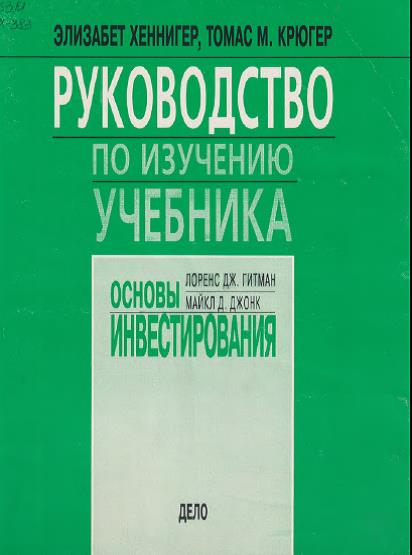 ЭЛИЗАБЕТ ХЕННИГЕР, ТОМАС М. КРЮГЕР
РУКОВОДСТВО
ПО ИЗУЧЕНИЮ
УЧЕБНИКА
ЛОРЕНС ДЖ. ГИТМАН
МАЙКЛ Д. ДЖОНК
ОСНОВЫ
ИНВЕСТИРОВАНИЯ
ДЕЛО